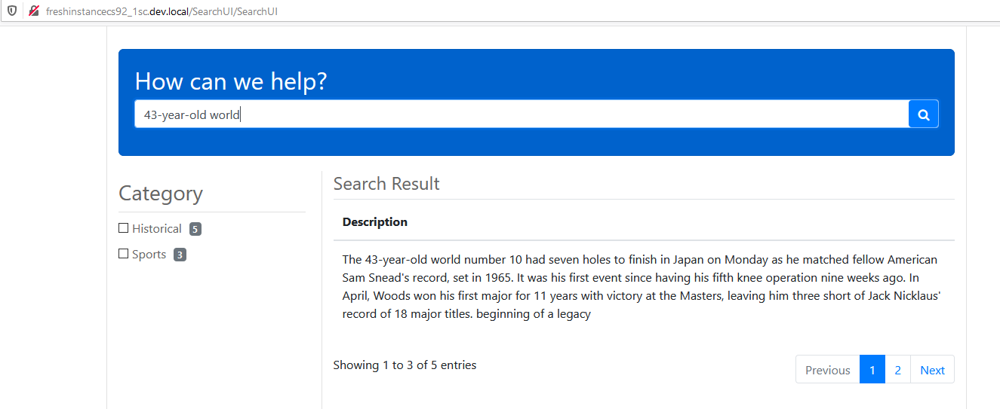 freshinstancecs92_1sc.dev.local/SearchUI/SearchUI
How can we help?
43-year-old world
Category
Historical 5
Sports 3
Search Result
Description
The 43-year-old world number 10 had seven holes to finish in Japan on Monday as he matched fellow American
Sam Snead's record, set in 1965. It was his first event since having his fifth knee operation nine weeks ago. In
April, Woods won his first major for 11 years with victory at the Masters, leaving him three short of Jack Nicklaus'
record of 18 major titles. beginning of a legacy
Showing 1 to 3 of 5 entries
Previous 1 2 Next